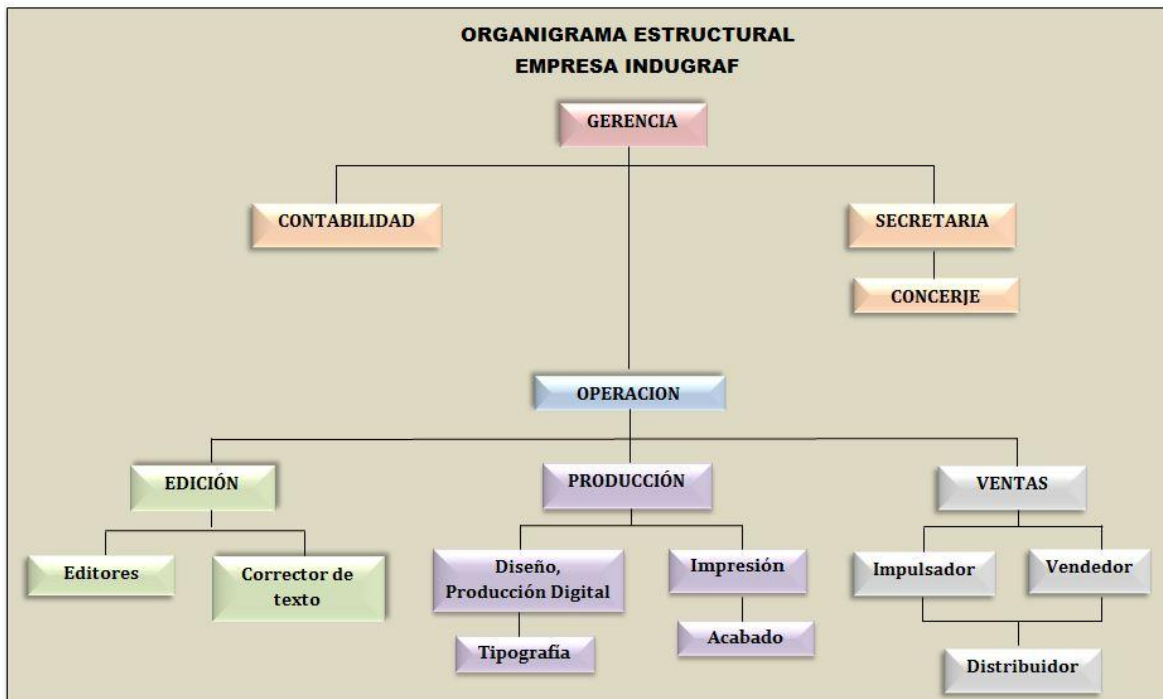 ORGANIGRAMA ESTRUCTURAL
EMPRESA INDUGRAF
GERENCIA
CONTABILIDAD
SECRETARIA
CONCERJE
OPERACION
EDICIÓN
PRODUCCIÓN
VENTAS
Editores
Corrector de
texto
Diseño,
Producción Digital
Impresión
Impulsador
Vendedor
Tipografía
Acabado
Distribuidor